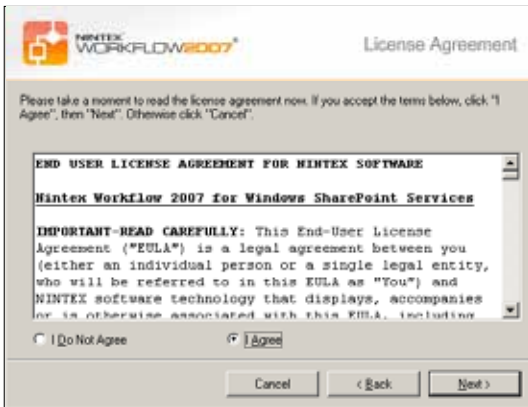 NINTEX
WORKFLOW2007
License Agreement
Please take a moment to read the license agreement now. If you accept the terms below, click "I
Agree", then "Next". Otherwise click "Cancel".
END USER LICENSE AGREEMENT FOR NINTEX SOFTWARE
Nintex Workflow 2007 for Windows SharePoint Services
IMPORTANT-READ CAREFULLY: This End-User License
Agreement ("EULA") is a legal agreement between you
(either an individual person or a single legal entity,
who will be referred to in this EULA as "You") and
NINTEX software technology that displays, accompanies
or is otherwise associated with this EULA, including
I Do Not Agree
I Agree
Cancel
< Back
Next >